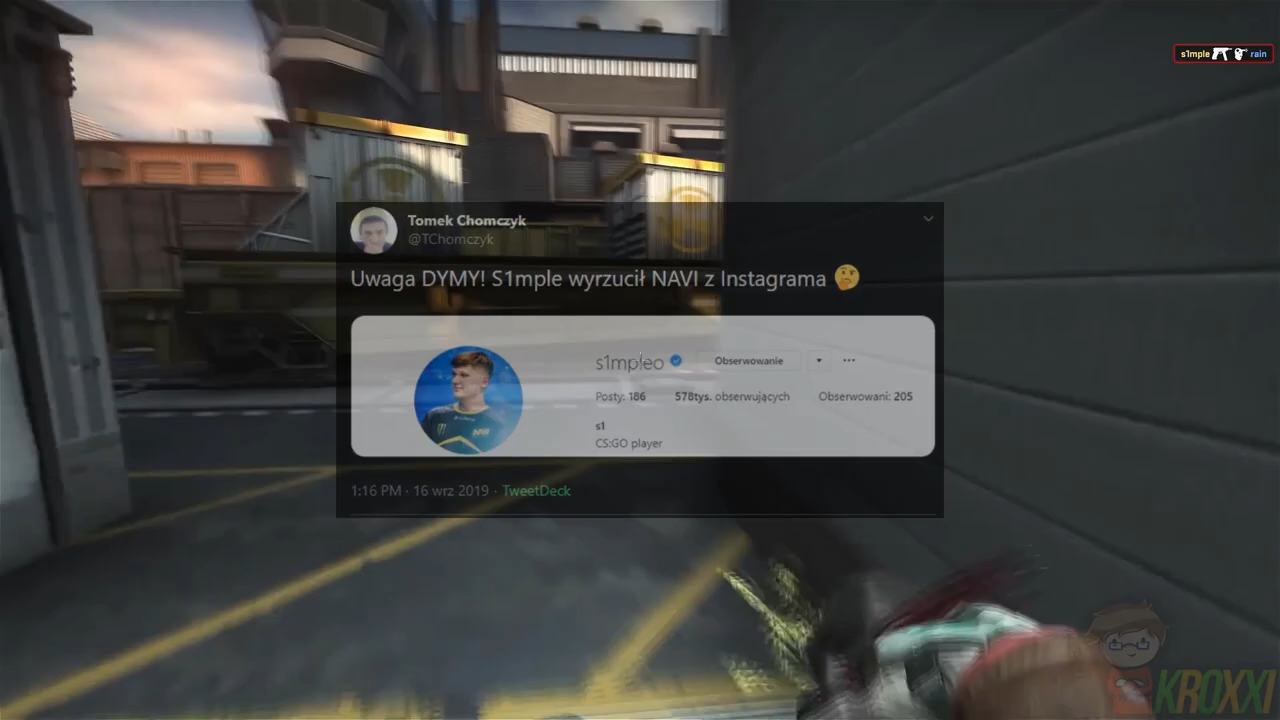 s1mple rain
Tomek Chomczyk
@TChomczyk
Uwaga DYMY! S1mple wyrzucił NAVI z Instagrama 🤔
s1mpleo Obserwowanie
Posty: 186 578tys. obserwujących Obserwowani: 205
s1
CS:GO player
1:16 PM · 16 wrz 2019 · TweetDeck
KROXXI